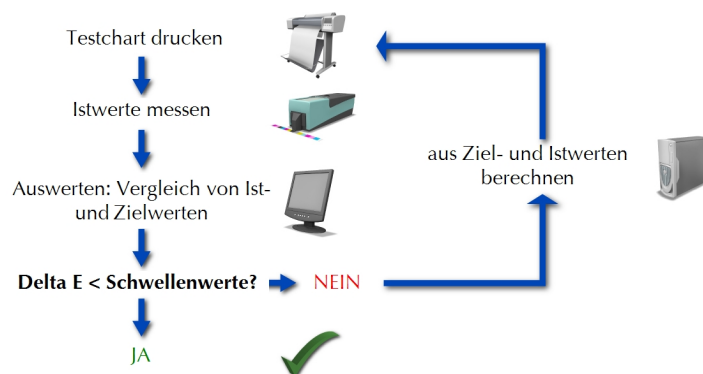 Testchart drucken
Istwerte messen
Auswerten: Vergleich von Ist-
und Zielwerten
Delta E < Schwellenwerte?
NEIN
JA
aus Ziel- und Istwerten
berechnen